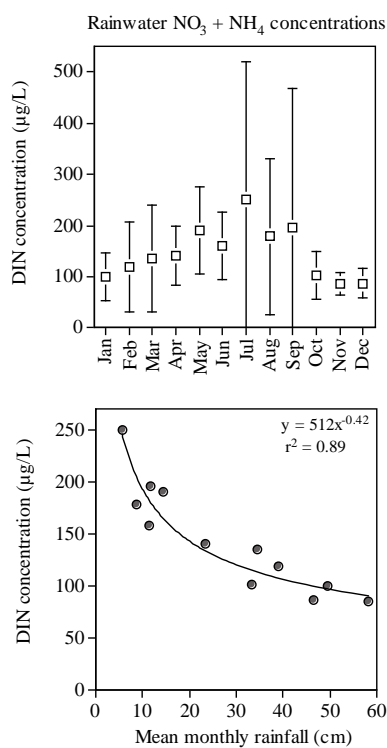 Rainwater NO3 + NH4 concentrations
DIN concentration (µg/L)
500
400
300
200
100
0
Jan
Feb
Mar
Apr
May
Jun
Jul
Aug
Sep
Oct
Nov
Dec
y = 512x^-0.42
r² = 0.89
DIN concentration (µg/L)
250
200
150
100
50
0
0 10 20 30 40 50 60
Mean monthly rainfall (cm)